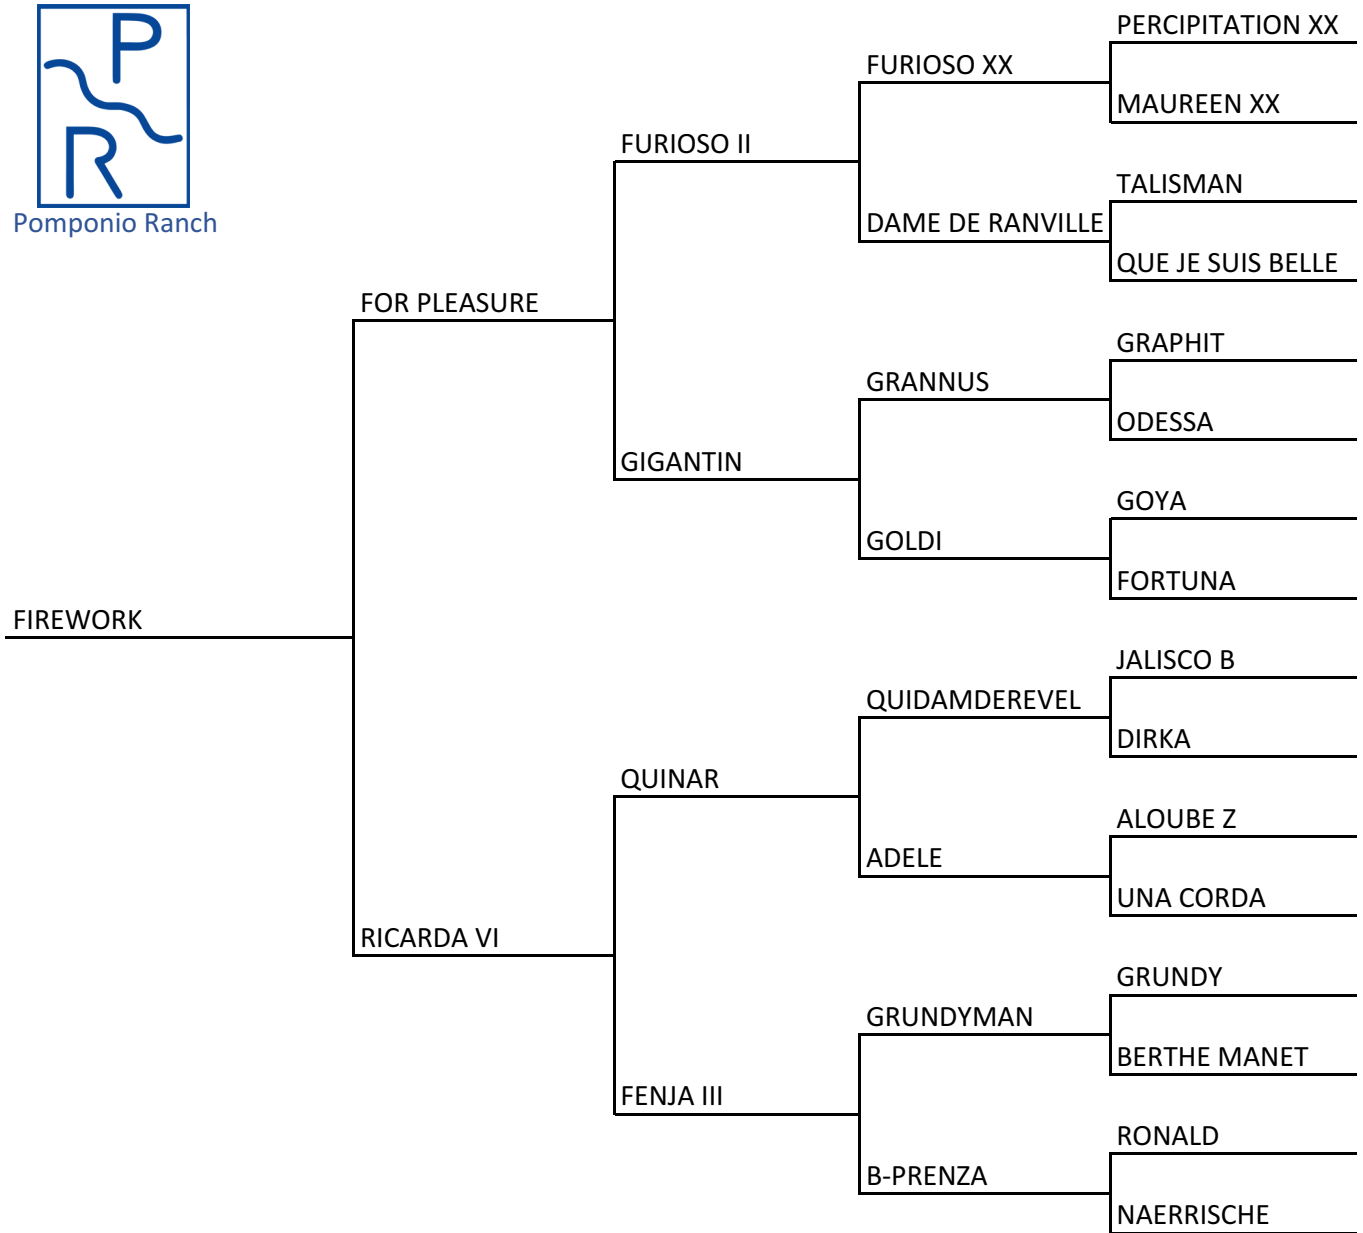 P
R
Pomponio Ranch
PERCIPITATION XX
FURIOSO XX
MAUREEN XX
FURIOSO II
TALISMAN
DAME DE RANVILLE
QUE JE SUIS BELLE
FOR PLEASURE
GRAPHIT
GRANNUS
ODESSA
GIGANTIN
GOYA
GOLDI
FORTUNA
FIREWORK
JALISCO B
QUIDAMDEREVEL
DIRKA
QUINAR
ALOUBE Z
ADELE
UNA CORDA
RICARDA VI
GRUNDY
GRUNDYMAN
BERTHE MANET
FENJA III
RONALD
B-PRENZA
NAERRISCHE